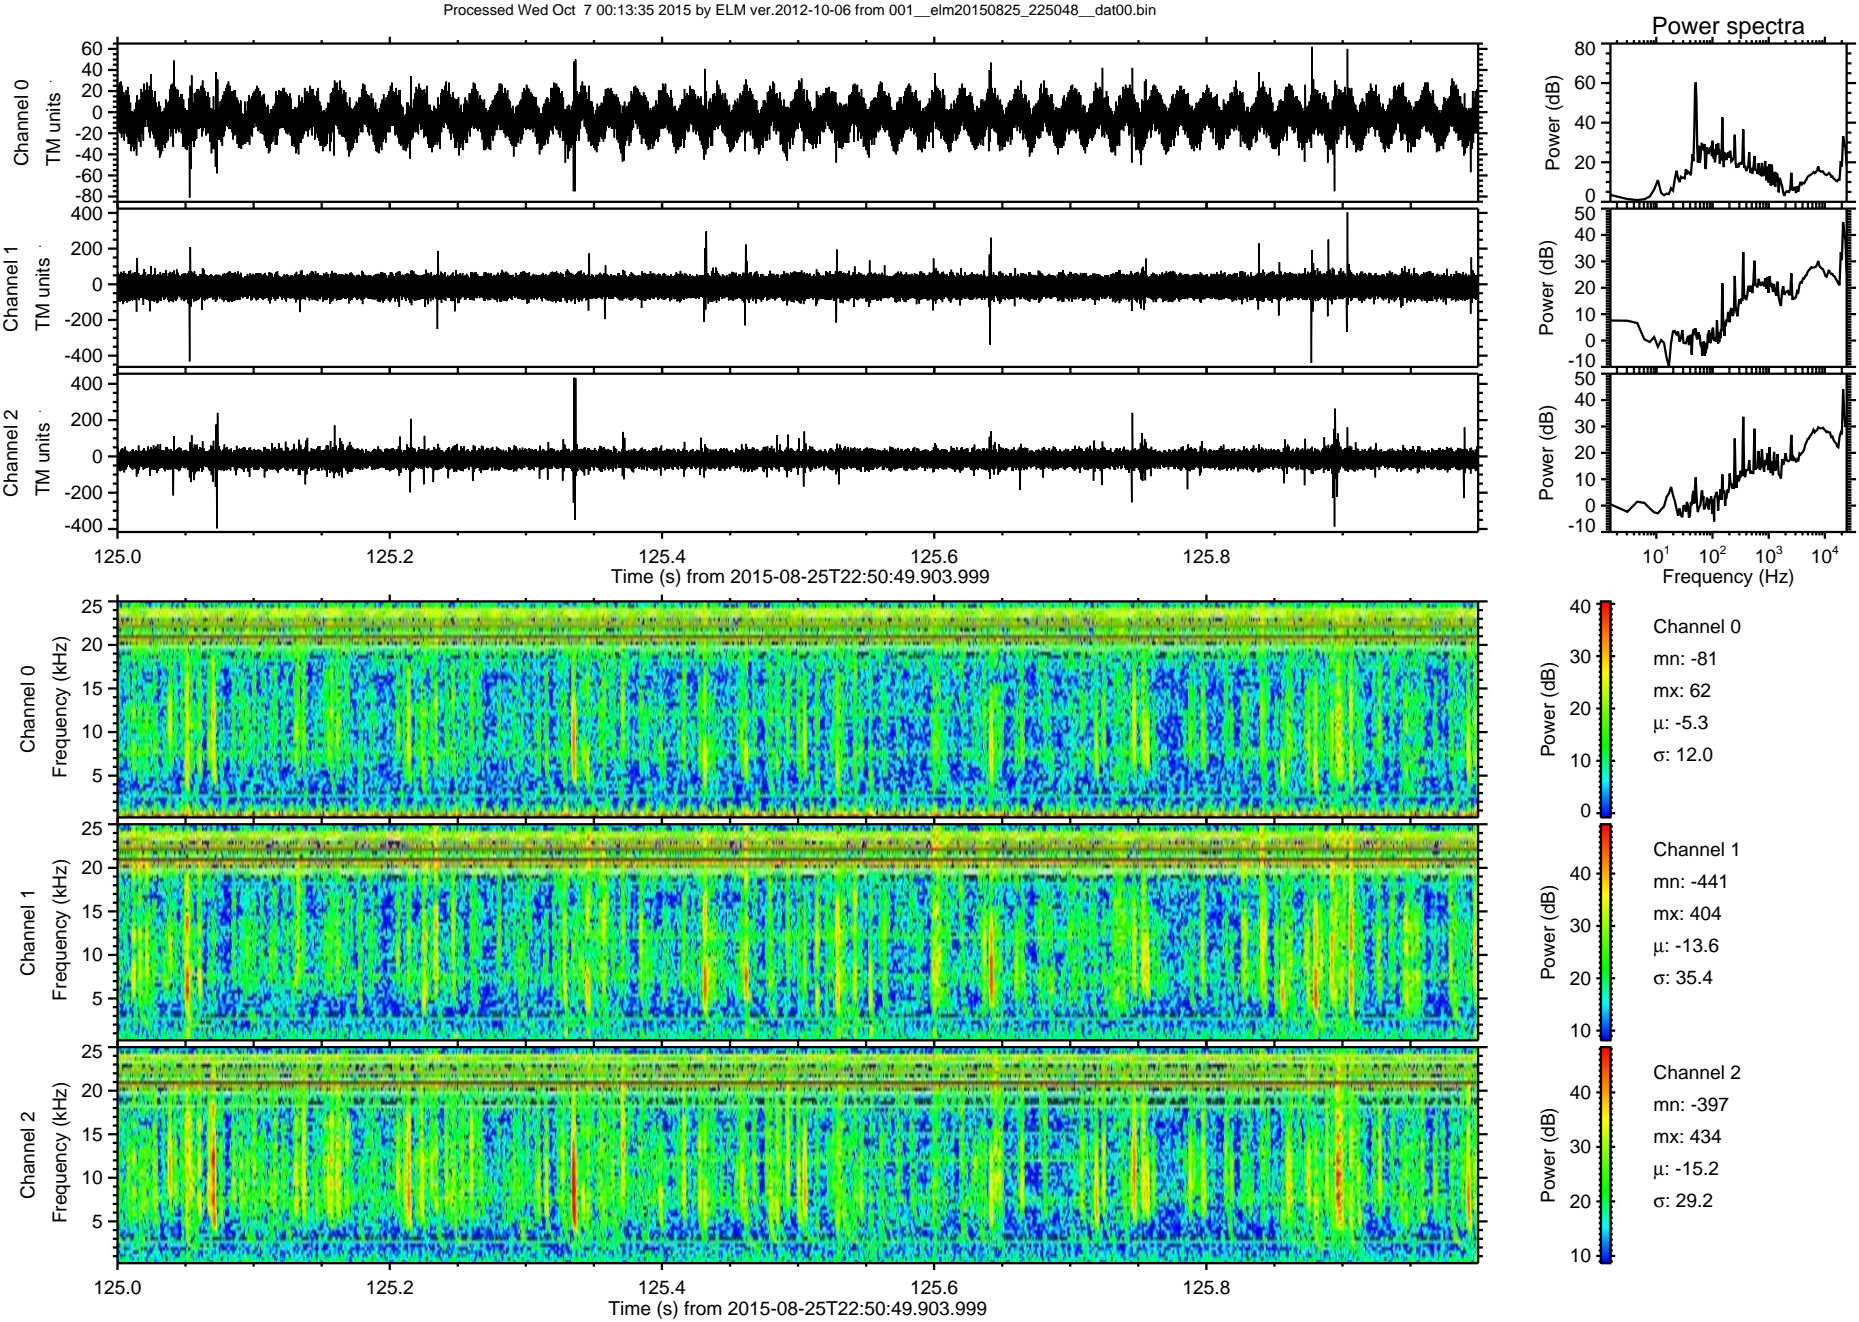 Processed Wed Oct 7 00:13:35 2015 by ELM ver.2012-10-06 from 001__elm20150825_225048__dat00.bin
Power spectra
Channel 0
TM units
60
40
20
0
-20
-40
-60
-80
Power (dB)
80
60
40
20
0
Channel 1
TM units
400
200
0
-200
-400
Power (dB)
50
40
30
20
10
0
-10
Channel 2
TM units
400
200
0
-200
-400
Power (dB)
50
40
30
20
10
0
-10
125.0 125.2 125.4 125.6 125.8
Time (s) from 2015-08-25T22:50:49.903.999
10¹ 10² 10³ 10⁴
Frequency (Hz)
Channel 0
Frequency (kHz)
25
20
15
10
5
Power (dB)
40
30
20
10
0
Channel 0
mn: -81
mx: 62
μ: -5.3
σ: 12.0
Channel 1
Frequency (kHz)
25
20
15
10
5
Power (dB)
40
30
20
10
Channel 1
mn: -441
mx: 404
μ: -13.6
σ: 35.4
Channel 2
Frequency (kHz)
25
20
15
10
5
Power (dB)
40
30
20
10
Channel 2
mn: -397
mx: 434
μ: -15.2
σ: 29.2
125.0 125.2 125.4 125.6 125.8
Time (s) from 2015-08-25T22:50:49.903.999